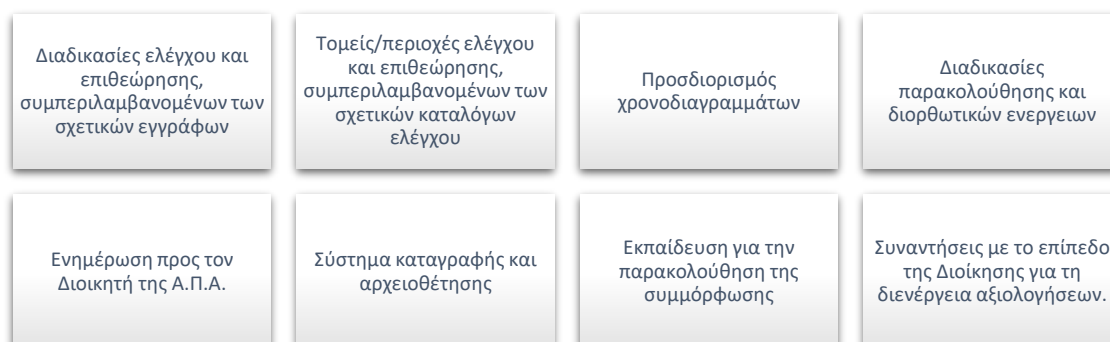 Διαδικασίες ελέγχου και
επιθεώρησης,
συμπεριλαμβανομένων των
σχετικών εγγράφων
Τομείς/περιοχές ελέγχου
και επιθεώρησης,
συμπεριλαμβανομένων των
σχετικών καταλόγων
ελέγχου
Προσδιορισμός
χρονοδιαγραμμάτων
Διαδικασίες
παρακολούθησης και
διορθωτικών ενεργειων
Ενημέρωση προς τον
Διοικητή της Α.Π.Α.
Σύστημα καταγραφής και
αρχειοθέτησης
Εκπαίδευση για την
παρακολούθηση της
συμμόρφωσης
Συναντήσεις με το επίπεδο
της Διοίκησης για τη
διενέργεια αξιολογήσεων.